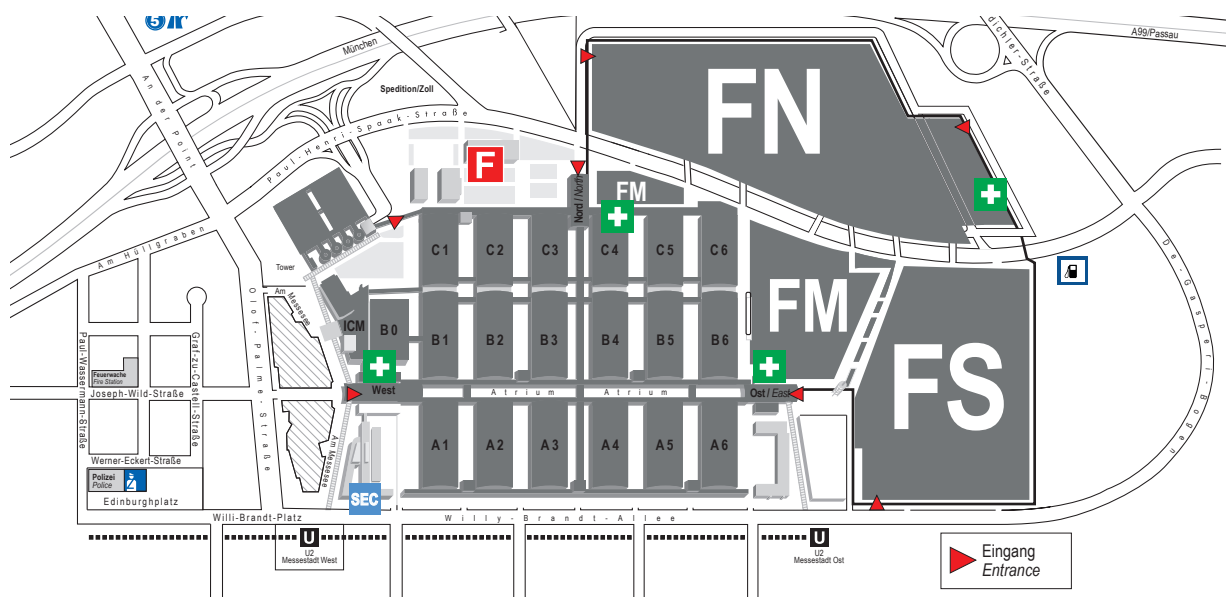 5
München
A99/Passau
An der Point
Spedition/Zoll
Paul-Henri-Spaak-Straße
FN
F
Nord / North
FM
Am Hüllgraben
Tower
C1
C2
C3
C4
C5
C6
De-Gasperi-Bogen
Am Messesee
Olof-Palme-Straße
Graf-zu-Castell-Straße
Paul-Wassermann-Straße
ICM
B0
B1
B2
B3
B4
B5
B6
FM
FS
Feuerwache
Fire Station
Joseph-Wild-Straße
West
Atrium
Atrium
Ost / East
A1
A2
A3
A4
A5
A6
Am Messesee
Werner-Eckert-Straße
Polizei
Police
Edinburghplatz
SEC
Willi-Brandt-Platz
Willy-Brandt-Allee
U
U2
Messestadt West
U
U2
Messestadt Ost
Eingang
Entrance